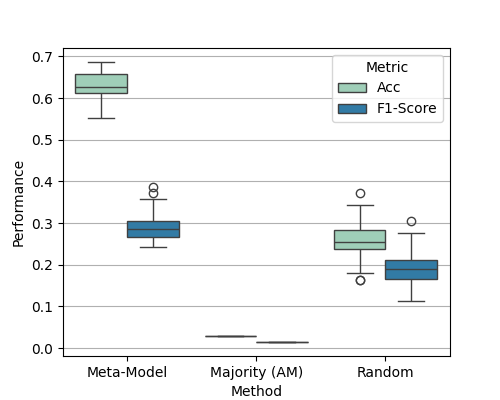 Metric
Acc
F1-Score
Performance
0.7
0.6
0.5
0.4
0.3
0.2
0.1
0.0
Meta-Model
Majority (AM)
Random
Method